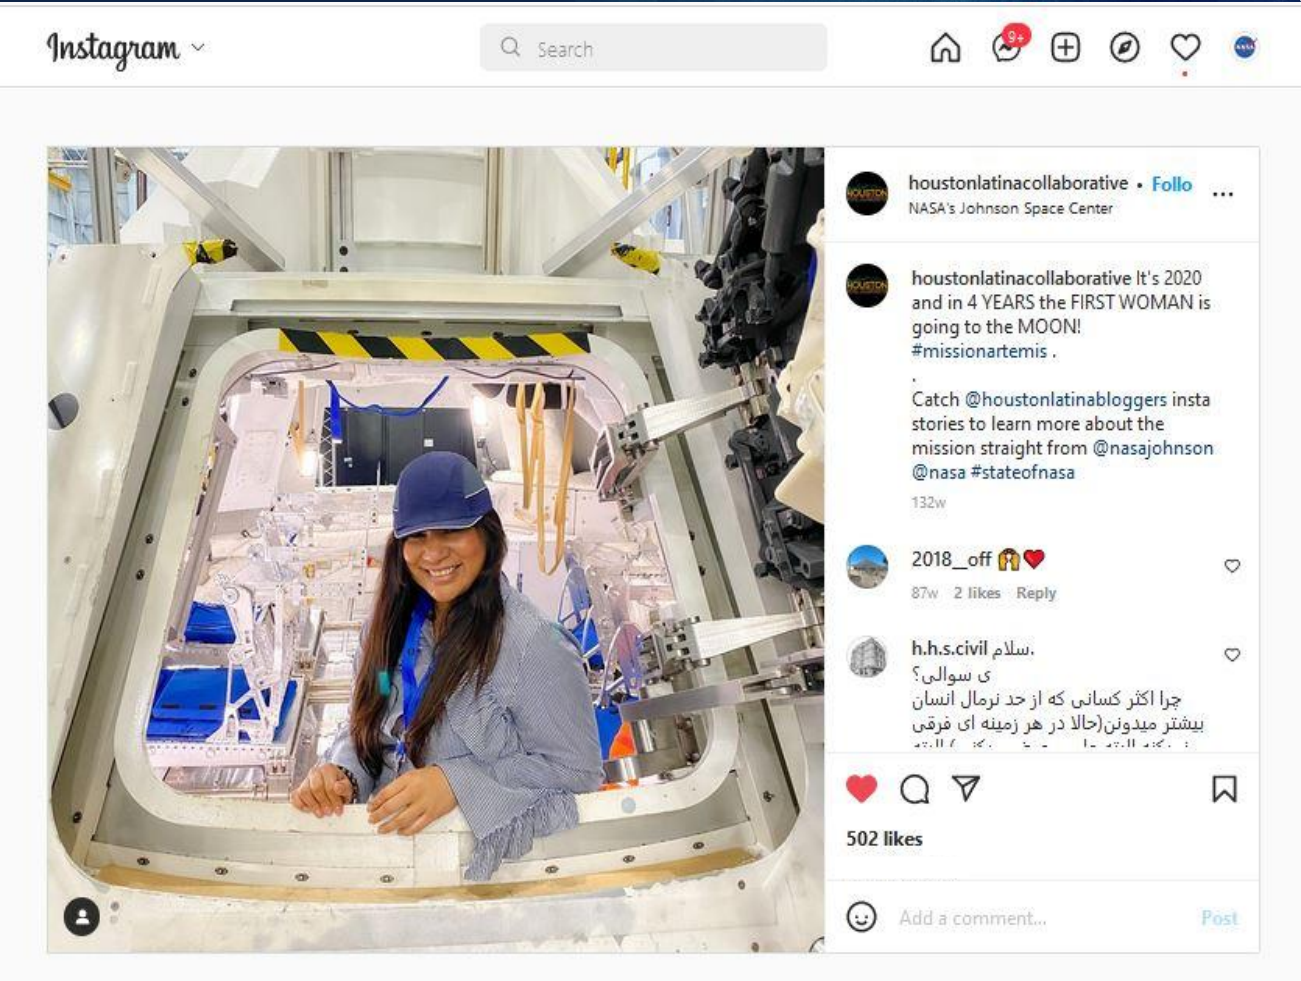 Instagram
Search
9+
NASA
houstonlatinacollaborative • Follo ...
NASA's Johnson Space Center
HOUSTON
HOUSTON
houstonlatinacollaborative It's 2020
and in 4 YEARS the FIRST WOMAN is
going to the MOON!
#missionartemis .
.
Catch @houstonlatinabloggers insta
stories to learn more about the
mission straight from @nasajohnson
@nasa #stateofnasa
132w
2018__off 🙌❤️
87w 2 likes Reply
h.h.s.civil سلام.
ی سوالی؟
چرا اکثر کسانی که از حد نرمال انسان
بیشتر میدونن(حالا در هر زمینه ای فرقی
502 likes
Add a comment...
Post